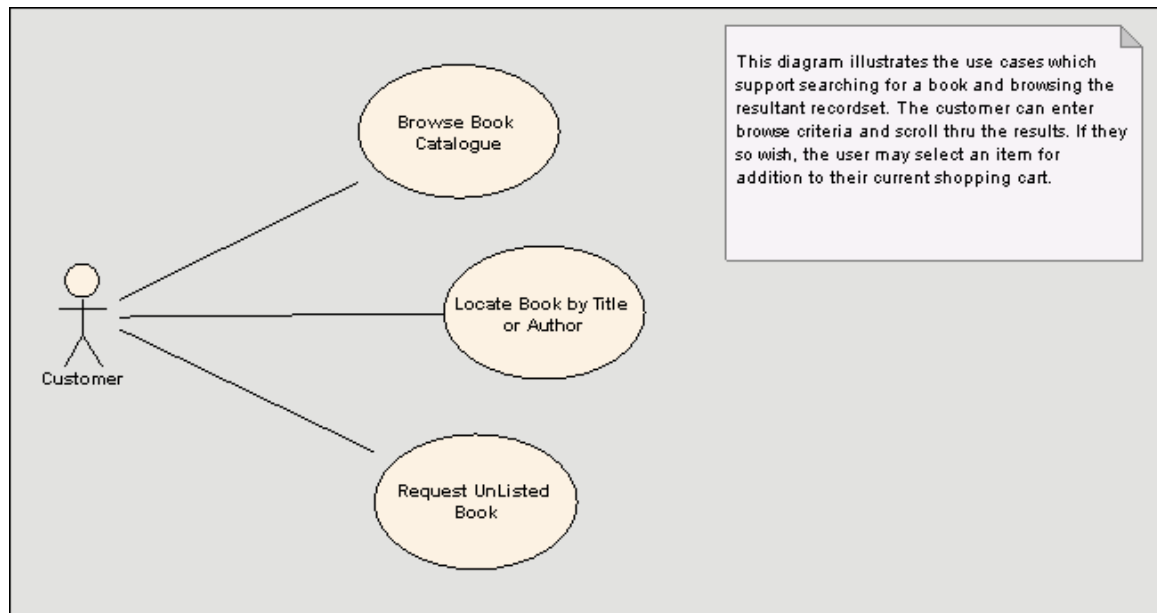 Browse Book
Catalogue
This diagram illustrates the use cases which
support searching for a book and browsing the
resultant recordset. The customer can enter
browse criteria and scroll thru the results. If they
so wish, the user may select an item for
addition to their current shopping cart.
Locate Book by Title
or Author
Customer
Request UnListed
Book